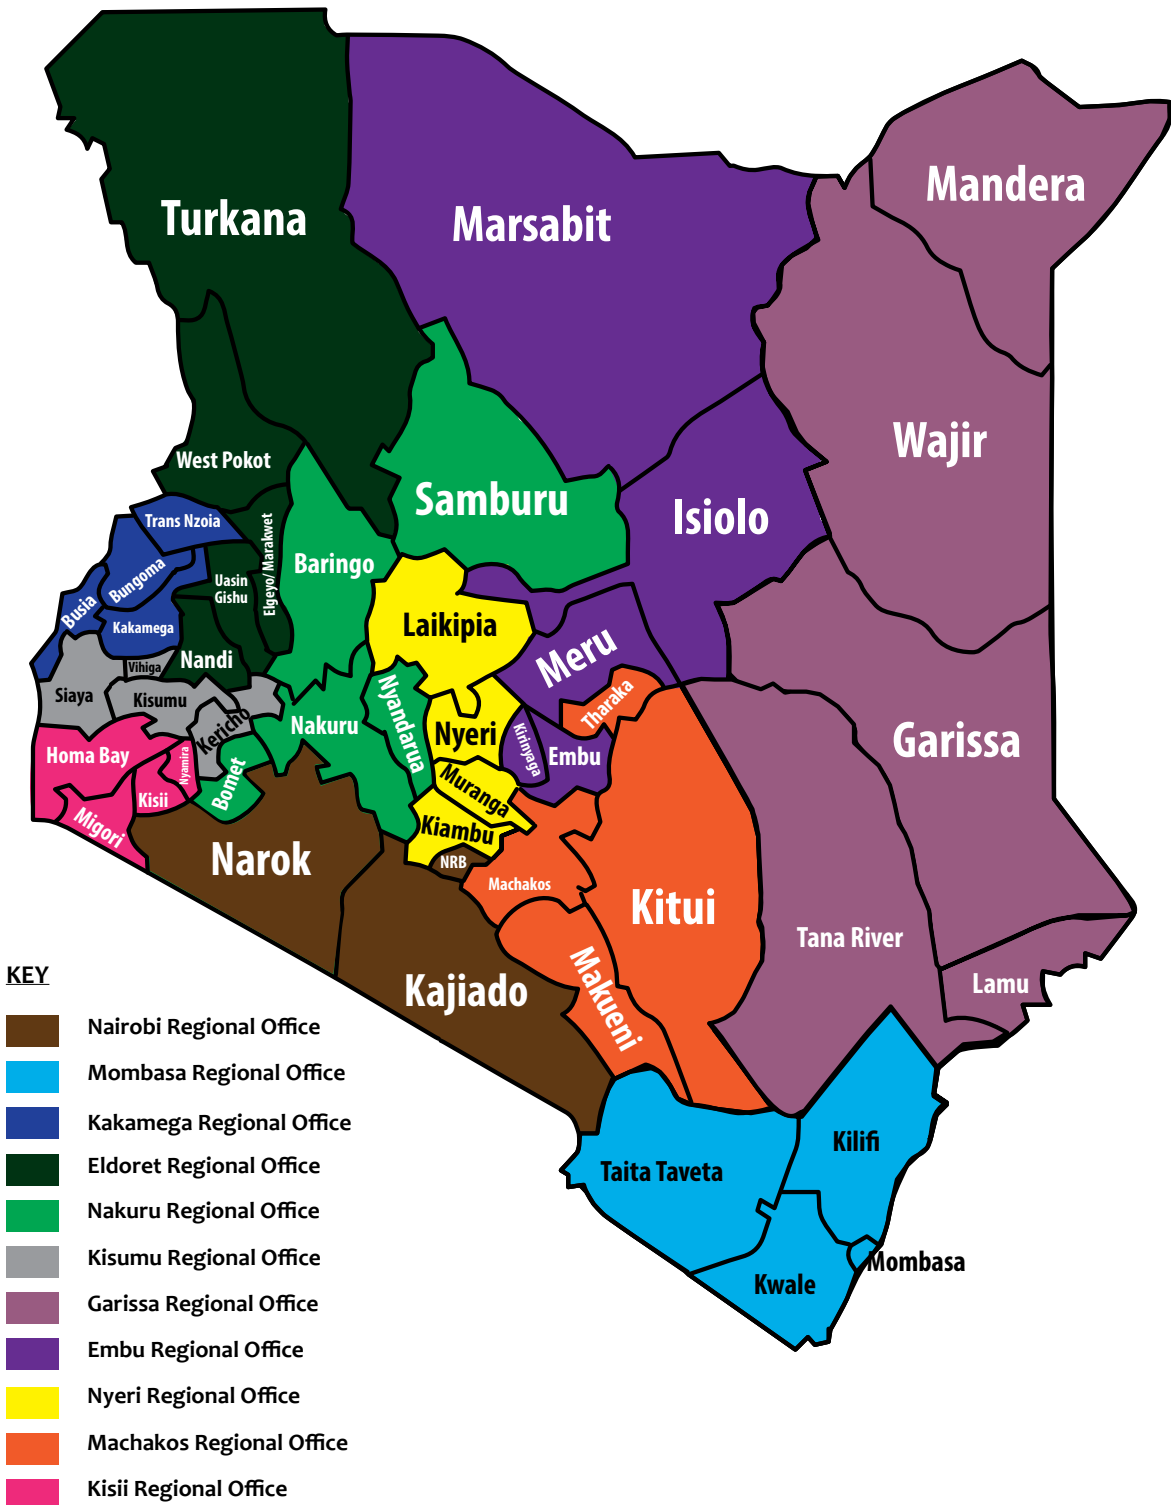 Mandera
Turkana
Marsabit
Wajir
West Pokot
Samburu
Isiolo
Trans Nzoia
Elgeyo/ Marakwet
Baringo
Bungoma
Uasin
Gishu
Busia
Kakamega
Laikipia
Meru
Vihiga
Nandi
Siaya
Kisumu
Nyandarua
Tharaka
Kericho
Nakuru
Nyeri
Kirinyaga
Embu
Garissa
Homa Bay
Nyamira
Bomet
Muranga
Kisii
Migori
Kiambu
Narok
NRB
Machakos
Kitui
Tana River
Makueni
Lamu
Kajiado
Kilifi
Taita Taveta
Mombasa
Kwale
KEY
Nairobi Regional Office
Mombasa Regional Office
Kakamega Regional Office
Eldoret Regional Office
Nakuru Regional Office
Kisumu Regional Office
Garissa Regional Office
Embu Regional Office
Nyeri Regional Office
Machakos Regional Office
Kisii Regional Office